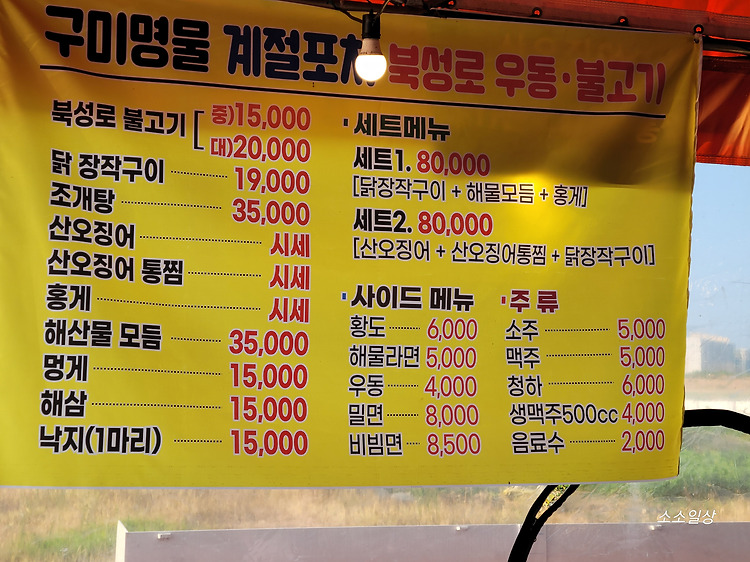 구미명물 계절포차 북성로 우동·불고기
북성로 불고기 [ 중)15,000
대)20,000
닭 장작구이 19,000
조개탕 35,000
산오징어 시세
산오징어 통찜 시세
홍게 시세
해산물 모듬 35,000
멍게 15,000
해삼 15,000
낙지(1마리) 15,000
·세트메뉴
세트1. 80,000
[닭장작구이 + 해물모듬 + 홍게]
세트2. 80,000
[산오징어 + 산오징어통찜 + 닭장작구이]
·사이드 메뉴
황도 6,000
해물라면 5,000
우동 4,000
밀면 8,000
비빔면 8,500
·주 류
소주 5,000
맥주 5,000
청하 6,000
생맥주500cc 4,000
음료수 2,000
소소일상